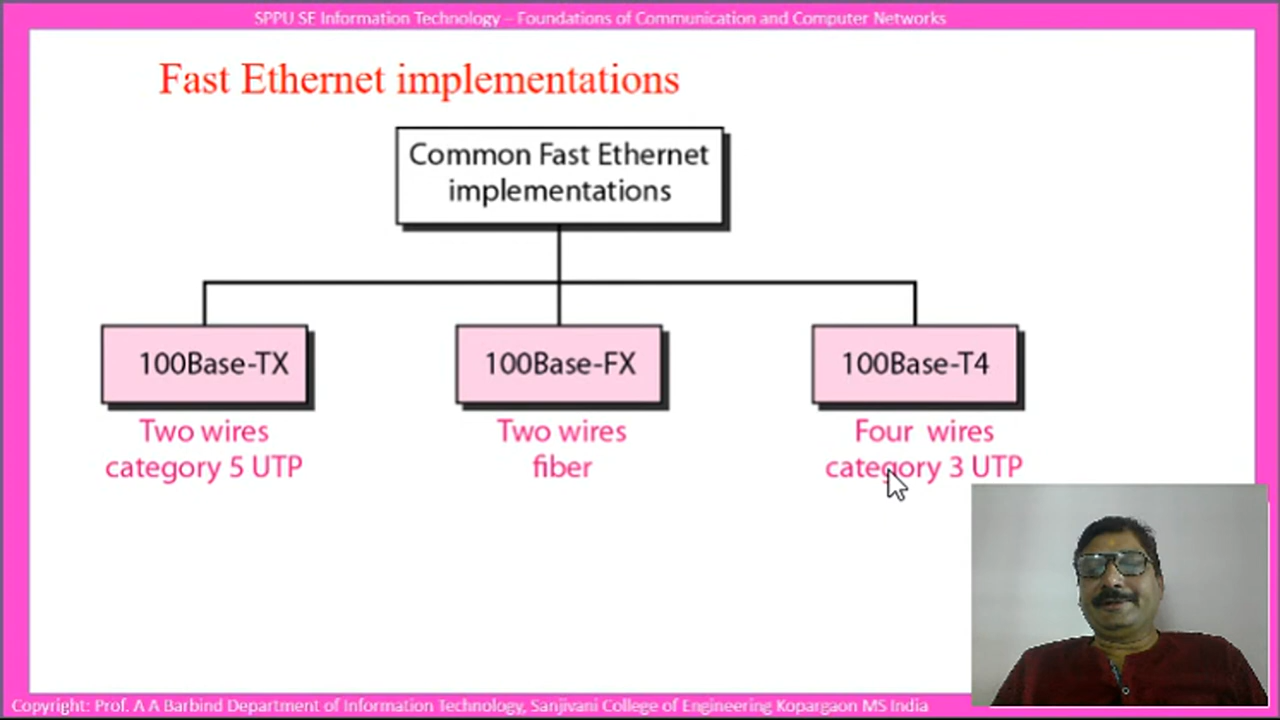 SPPU SE Information Technology – Foundations of Communication and Computer Networks
Fast Ethernet implementations
Common Fast Ethernet
implementations
100Base-TX
100Base-FX
100Base-T4
Two wires
category 5 UTP
Two wires
fiber
Four wires
category 3 UTP
Copyright: Prof. A A Barbind Department of Information Technology, Sanjivani College of Engineering Kopargaon MS India